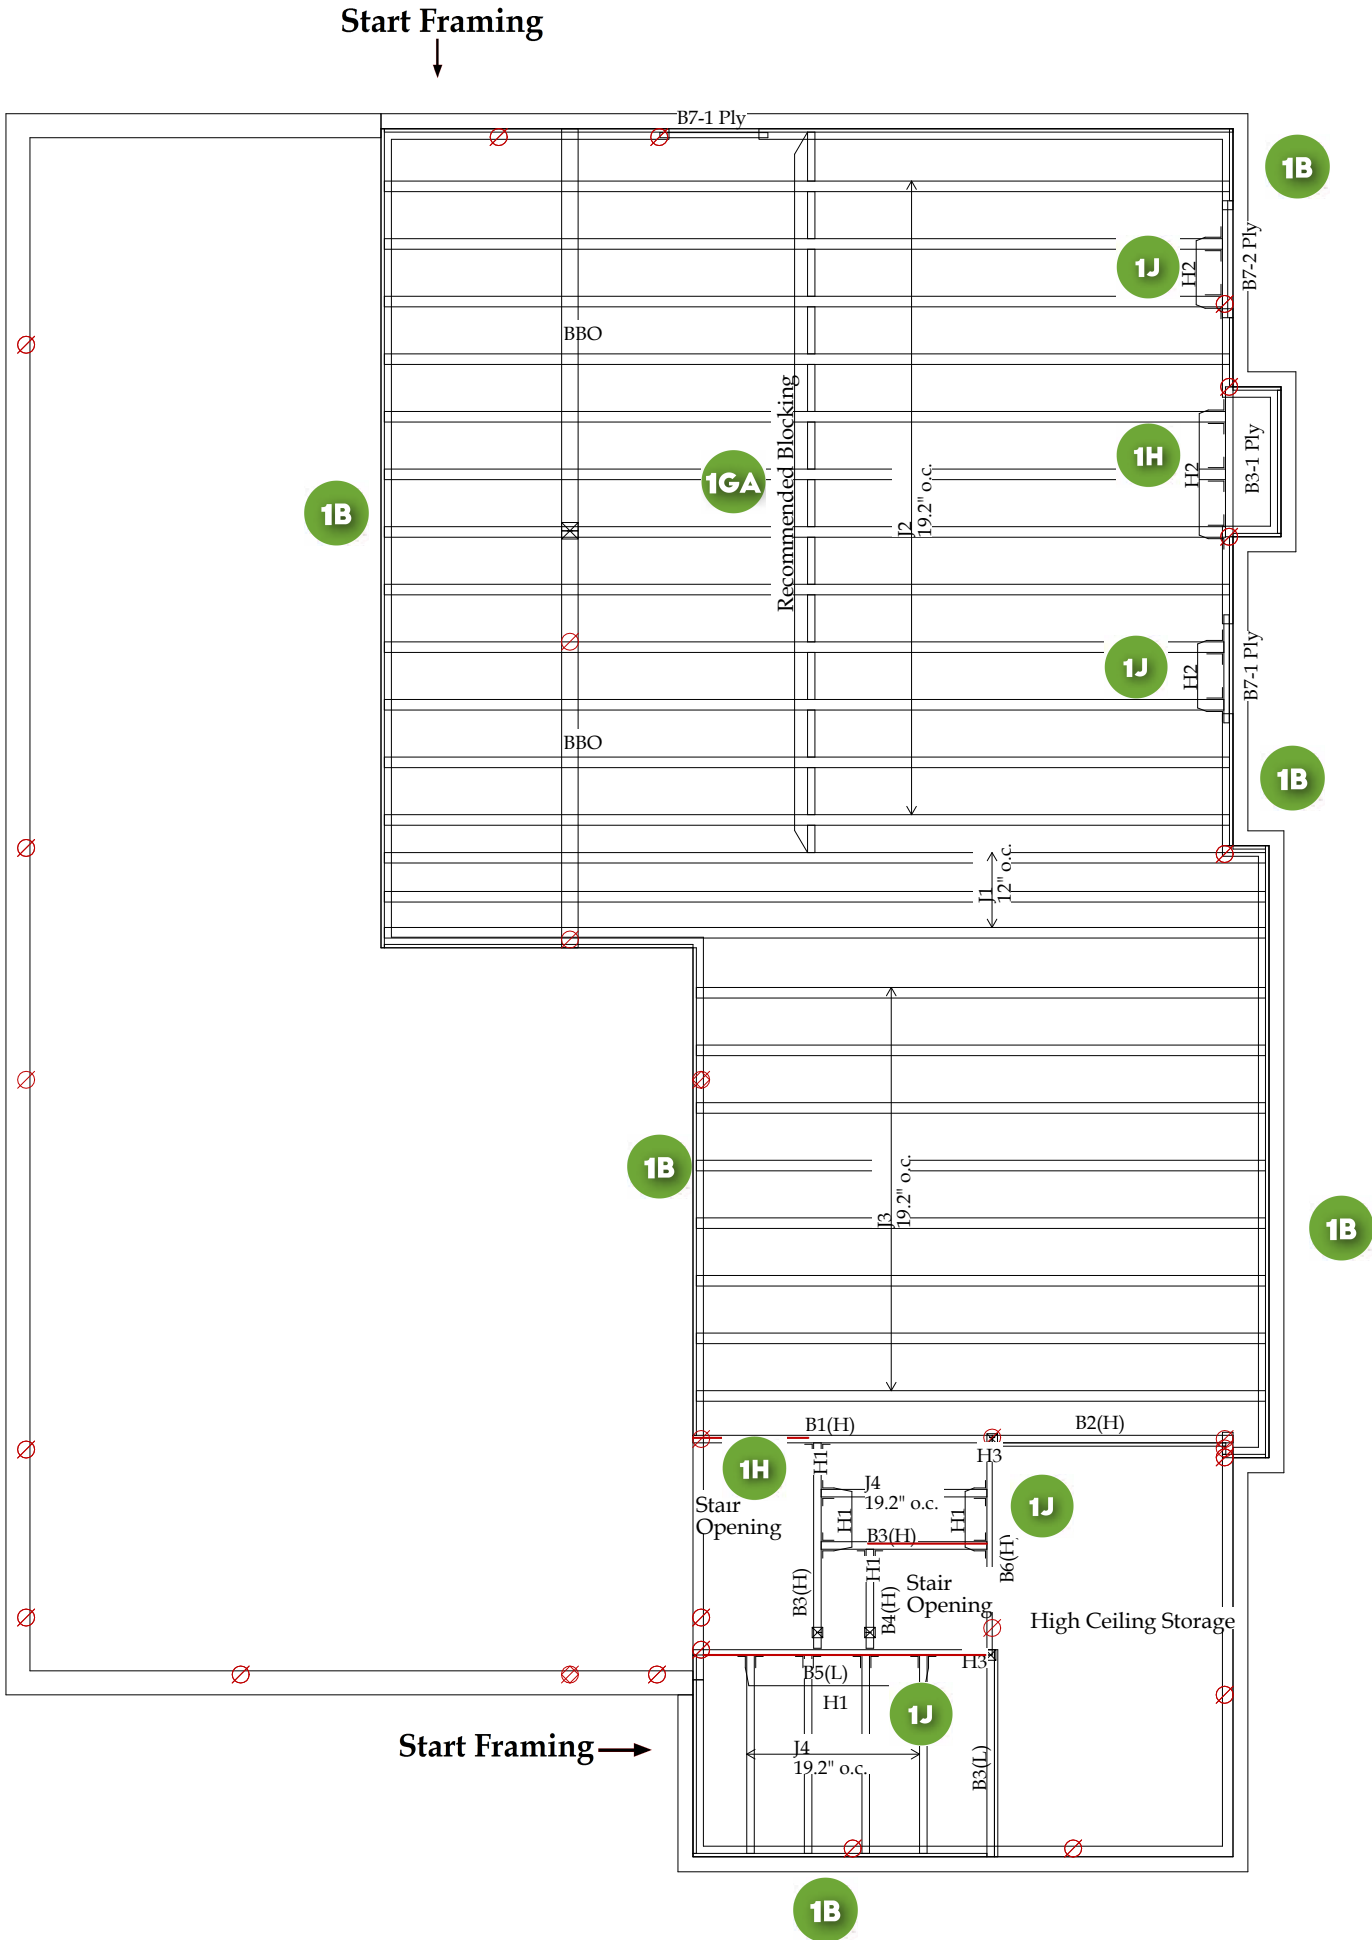 Start Framing
B7-1 Ply
1B
1J
H2
B7-2 Ply
BBO
Recommended Blocking
1H
H2
B3-1 Ply
1GA
J2
19.2" o.c.
1B
1J
H2
B7-1 Ply
BBO
1B
J1
12" o.c.
1B
J3
19.2" o.c.
1B
B1(H)
B2(H)
1H
H1
H3
J4
19.2" o.c.
1J
Stair
Opening
H1
H1
B3(H)
B6(H)
H1
B3(H)
B4(H)
Stair
Opening
High Ceiling Storage
H3
B5(L)
H1
1J
Start Framing
J4
19.2" o.c.
B3(L)
1B